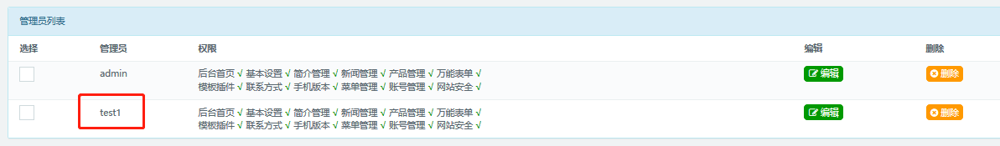 管理员列表
选择 管理员 权限 编辑 删除
admin 后台首页 √ 基本设置 √ 简介管理 √ 新闻管理 √ 产品管理 √ 万能表单 √ 编辑 删除
模板插件 √ 联系方式 √ 手机版本 √ 菜单管理 √ 账号管理 √ 网站安全 √
test1 后台首页 √ 基本设置 √ 简介管理 √ 新闻管理 √ 产品管理 √ 万能表单 √ 编辑 删除
模板插件 √ 联系方式 √ 手机版本 √ 菜单管理 √ 账号管理 √ 网站安全 √